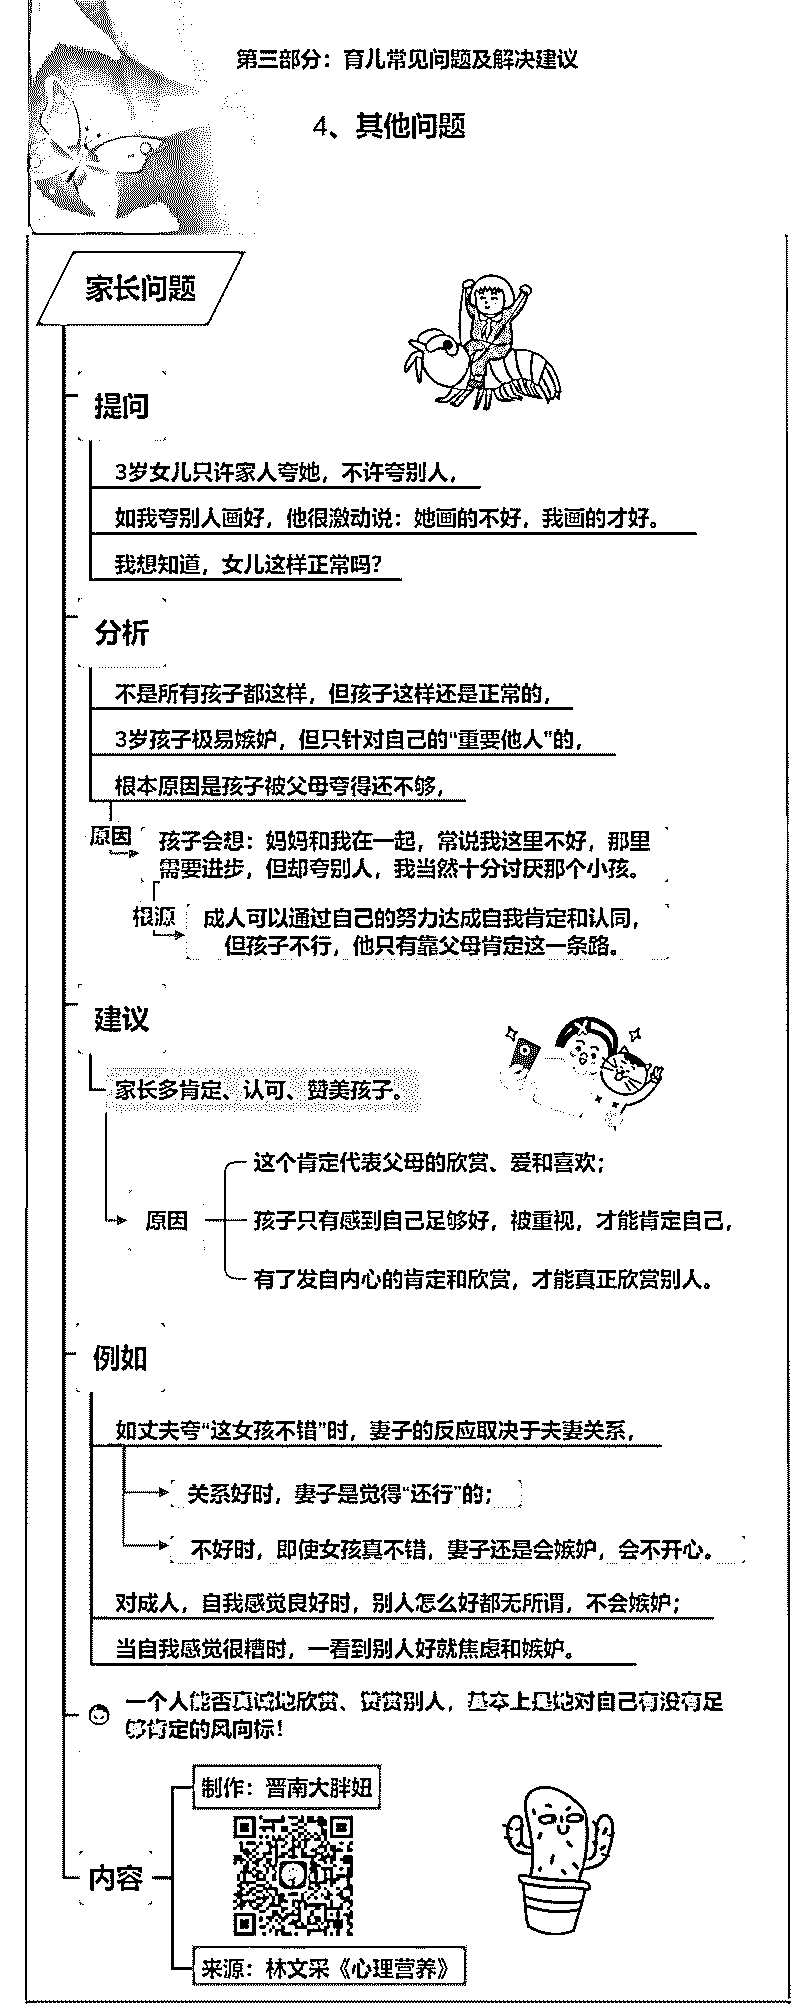 第三部分：育儿常见问题及解决建议
4、其他问题
家长问题
提问
3岁女儿只许家人夸她，不许夸别人，
如我夸别人画好，他很激动说：她画的不好，我画的才好。
我想知道，女儿这样正常吗？
分析
不是所有孩子都这样，但孩子这样还是正常的，
3岁孩子极易嫉妒，但只针对自己的“重要他人”的，
根本原因是孩子被父母夸得还不够，
原因
孩子会想：妈妈和我在一起，常说我这里不好，那里
需要进步，但却夸别人，我当然十分讨厌那个小孩。
根源
成人可以通过自己的努力达成自我肯定和认同，
但孩子不行，他只有靠父母肯定这一条路。
建议
家长多肯定、认可、赞美孩子。
这个肯定代表父母的欣赏、爱和喜欢；
原因
孩子只有感到自己足够好，被重视，才能肯定自己，
有了发自内心的肯定和欣赏，才能真正欣赏别人。
例如
如丈夫夸“这女孩不错”时，妻子的反应取决于夫妻关系，
关系好时，妻子是觉得“还行”的；
不好时，即使女孩真不错，妻子还是会嫉妒，会不开心。
对成人，自我感觉良好时，别人怎么好都无所谓，不会嫉妒；
当自我感觉很糟时，一看到别人好就焦虑和嫉妒。
一个人能否真诚地欣赏、赞赏别人，基本上是她对自己有没有足
够肯定的风向标！
制作：晋南大胖妞
内容
来源：林文采《心理营养》